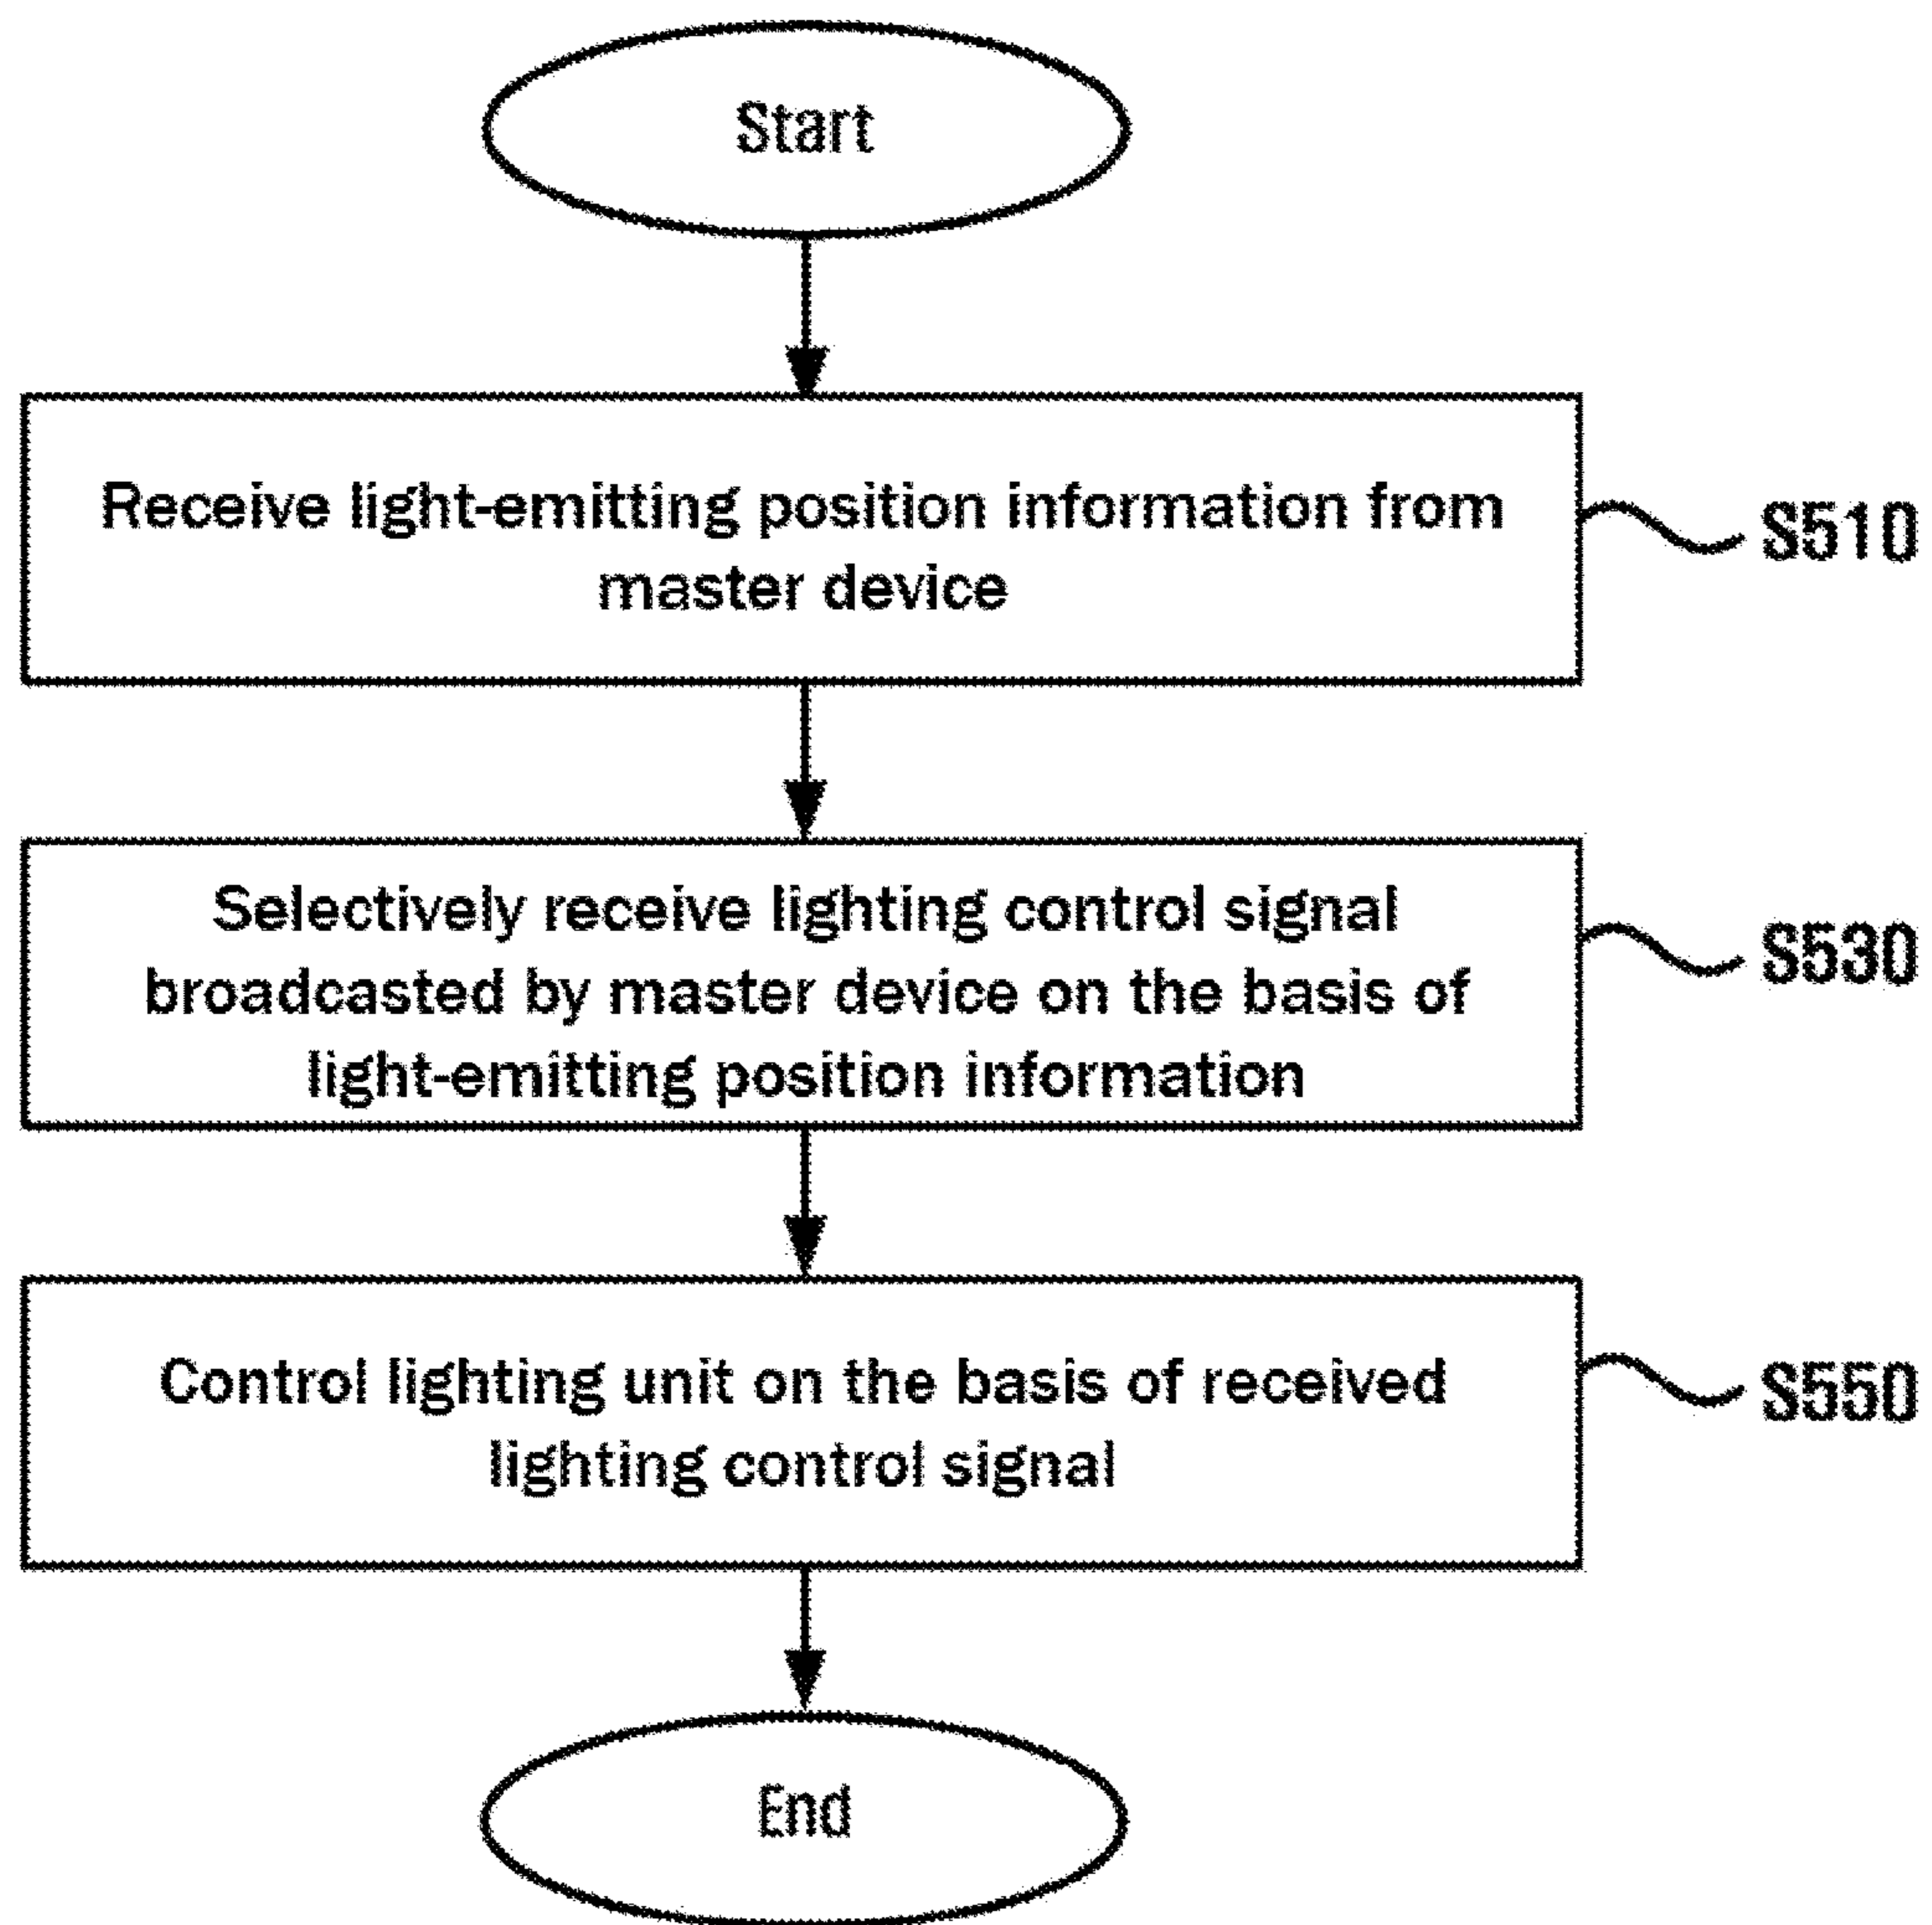 Start
Receive light-emitting position information from
master device
S510
Selectively receive lighting control signal
broadcasted by master device on the basis of
light-emitting position information
S530
Control lighting unit on the basis of received
lighting control signal
S550
End